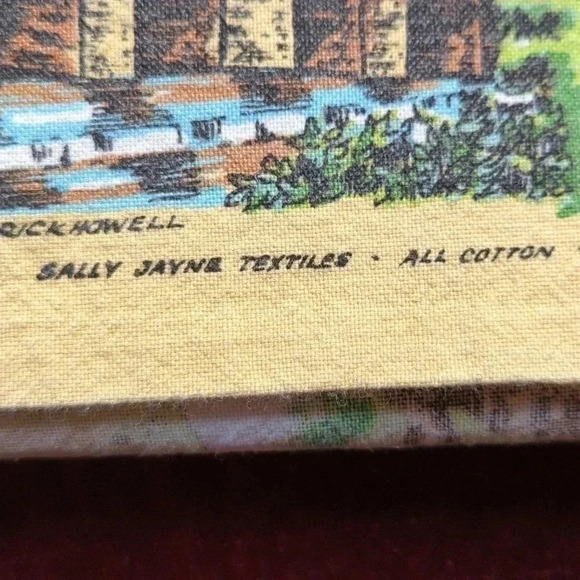 RICKHOWELL
SALLY JAYNE TEXTILES · ALL COTTON